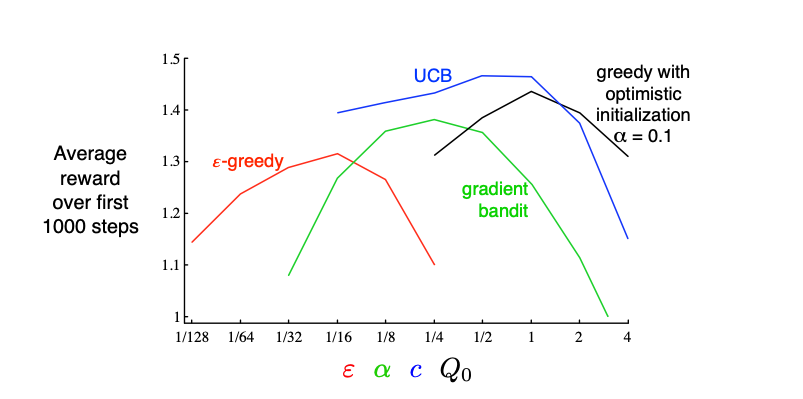 1.5
1.4
1.3
1.2
1.1
1
Average
reward
over first
1000 steps
ε-greedy
UCB
gradient
bandit
greedy with
optimistic
initialization
α = 0.1
1/128 1/64 1/32 1/16 1/8 1/4 1/2 1 2 4
ε α c Q₀